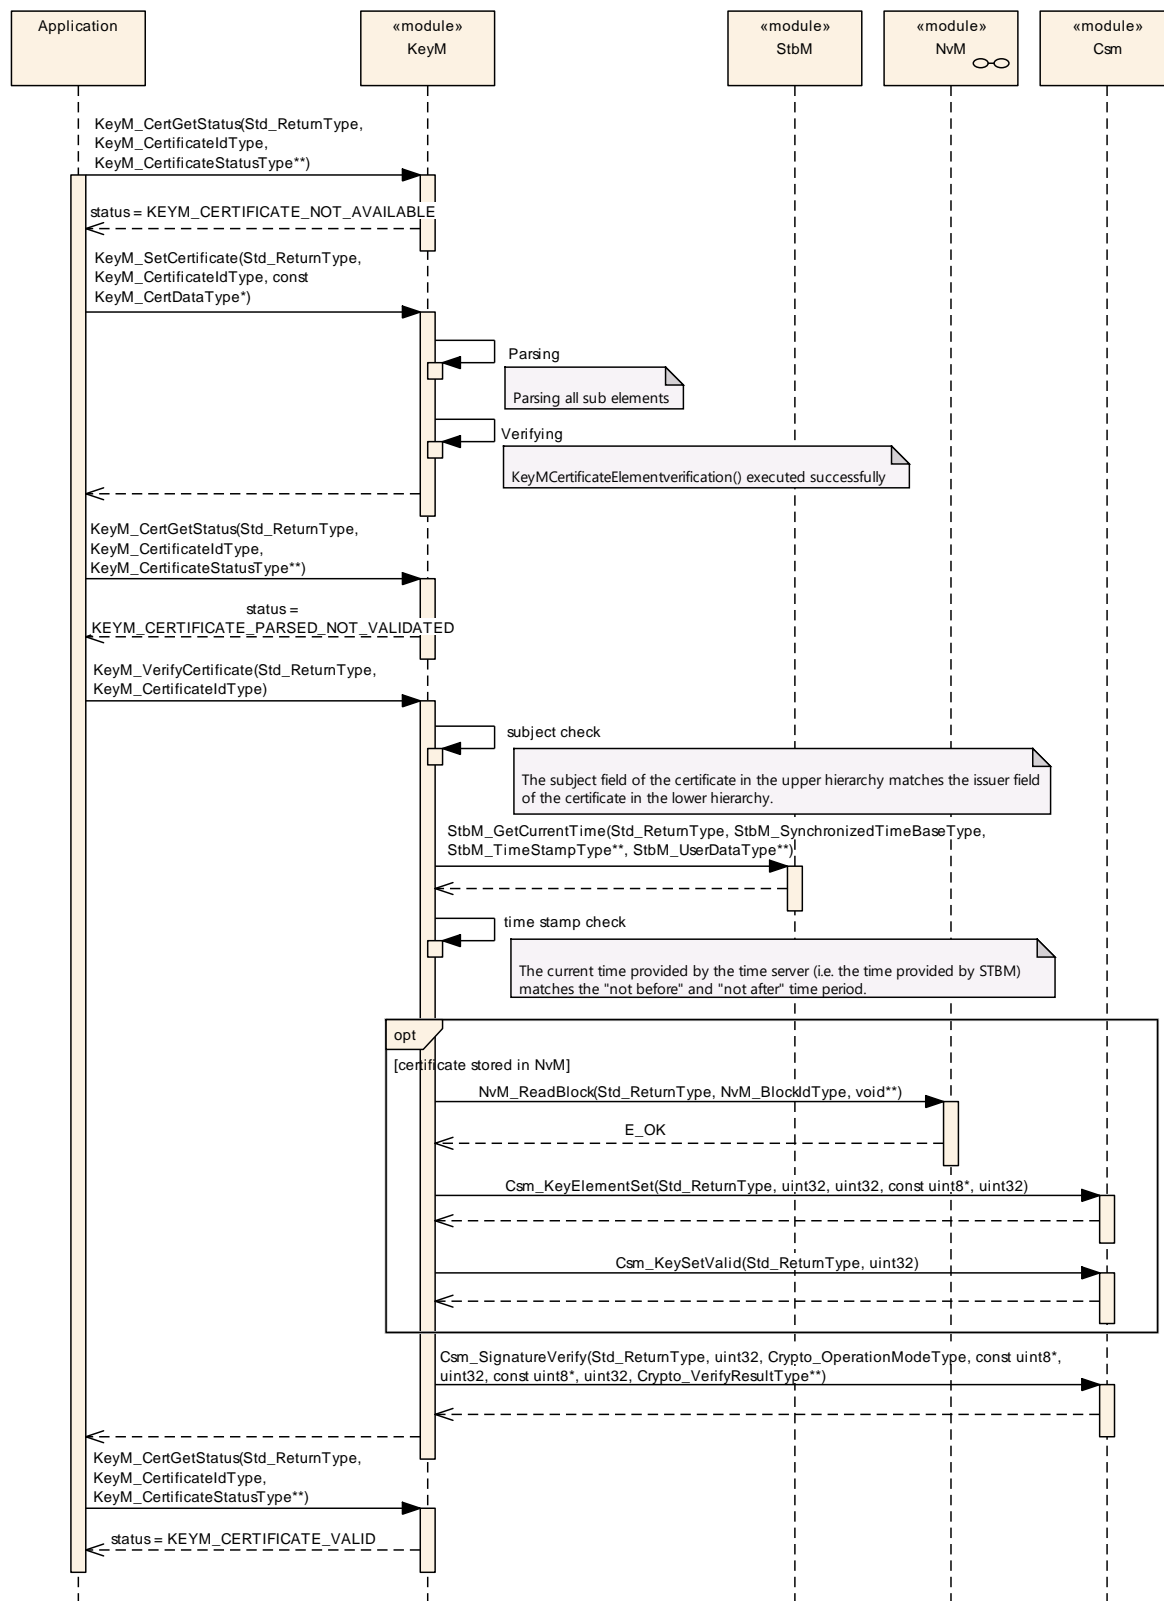 Application
«module»
KeyM
«module»
StbM
«module»
NvM
«module»
Csm
KeyM_CertGetStatus(Std_ReturnType,
KeyM_CertificateIdType,
KeyM_CertificateStatusType**)
status = KEYM_CERTIFICATE_NOT_AVAILABLE
KeyM_SetCertificate(Std_ReturnType,
KeyM_CertificateIdType, const
KeyM_CertDataType*)
Parsing
Parsing all sub elements
Verifying
KeyMCertificateElementverification() executed successfully
KeyM_CertGetStatus(Std_ReturnType,
KeyM_CertificateIdType,
KeyM_CertificateStatusType**)
status =
KEYM_CERTIFICATE_PARSED_NOT_VALIDATED
KeyM_VerifyCertificate(Std_ReturnType,
KeyM_CertificateIdType)
subject check
The subject field of the certificate in the upper hierarchy matches the issuer field
of the certificate in the lower hierarchy.
StbM_GetCurrentTime(Std_ReturnType, StbM_SynchronizedTimeBaseType,
StbM_TimeStampType**, StbM_UserDataType**)
time stamp check
The current time provided by the time server (i.e. the time provided by STBM)
matches the "not before" and "not after" time period.
opt
[certificate stored in NvM]
NvM_ReadBlock(Std_ReturnType, NvM_BlockIdType, void**)
E_OK
Csm_KeyElementSet(Std_ReturnType, uint32, uint32, const uint8*, uint32)
Csm_KeySetValid(Std_ReturnType, uint32)
Csm_SignatureVerify(Std_ReturnType, uint32, Crypto_OperationModeType, const uint8*,
uint32, const uint8*, uint32, Crypto_VerifyResultType**)
KeyM_CertGetStatus(Std_ReturnType,
KeyM_CertificateIdType,
KeyM_CertificateStatusType**)
status = KEYM_CERTIFICATE_VALID